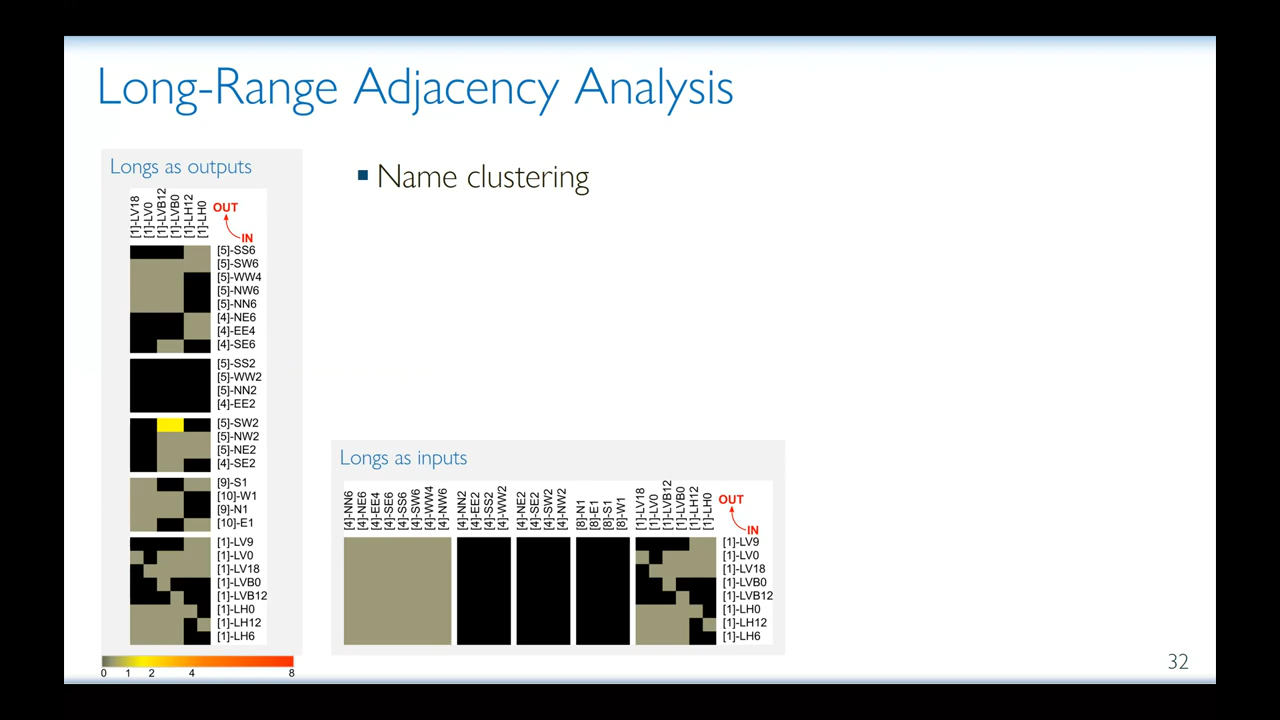 Long-Range Adjacency Analysis
Longs as outputs
[1]-LV18
[1]-LV0
[1]-LVB12
[1]-LVB0
[1]-LH12
[1]-LH0
OUT
IN
[5]-SS6
[5]-SW6
[5]-WW4
[5]-NW6
[5]-NN6
[4]-NE6
[4]-EE4
[4]-SE6
[5]-SS2
[5]-WW2
[5]-NN2
[4]-EE2
[5]-SW2
[5]-NW2
[5]-NE2
[4]-SE2
[9]-S1
[10]-W1
[9]-N1
[10]-E1
[1]-LV9
[1]-LV0
[1]-LV18
[1]-LVB0
[1]-LVB12
[1]-LH0
[1]-LH12
[1]-LH6
0 1 2 4 8
▪ Name clustering
Longs as inputs
[4]-NN6
[4]-NE6
[4]-EE4
[4]-SE6
[4]-SS6
[4]-SW6
[4]-WW4
[4]-NW6
[4]-NN2
[4]-EE2
[4]-SS2
[4]-WW2
[4]-NE2
[4]-SE2
[4]-SW2
[4]-NW2
[8]-N1
[8]-E1
[8]-S1
[8]-W1
[1]-LV18
[1]-LV0
[1]-LVB12
[1]-LVB0
[1]-LH12
[1]-LH0
OUT
IN
[1]-LV9
[1]-LV0
[1]-LV18
[1]-LVB0
[1]-LVB12
[1]-LH0
[1]-LH12
[1]-LH6
32